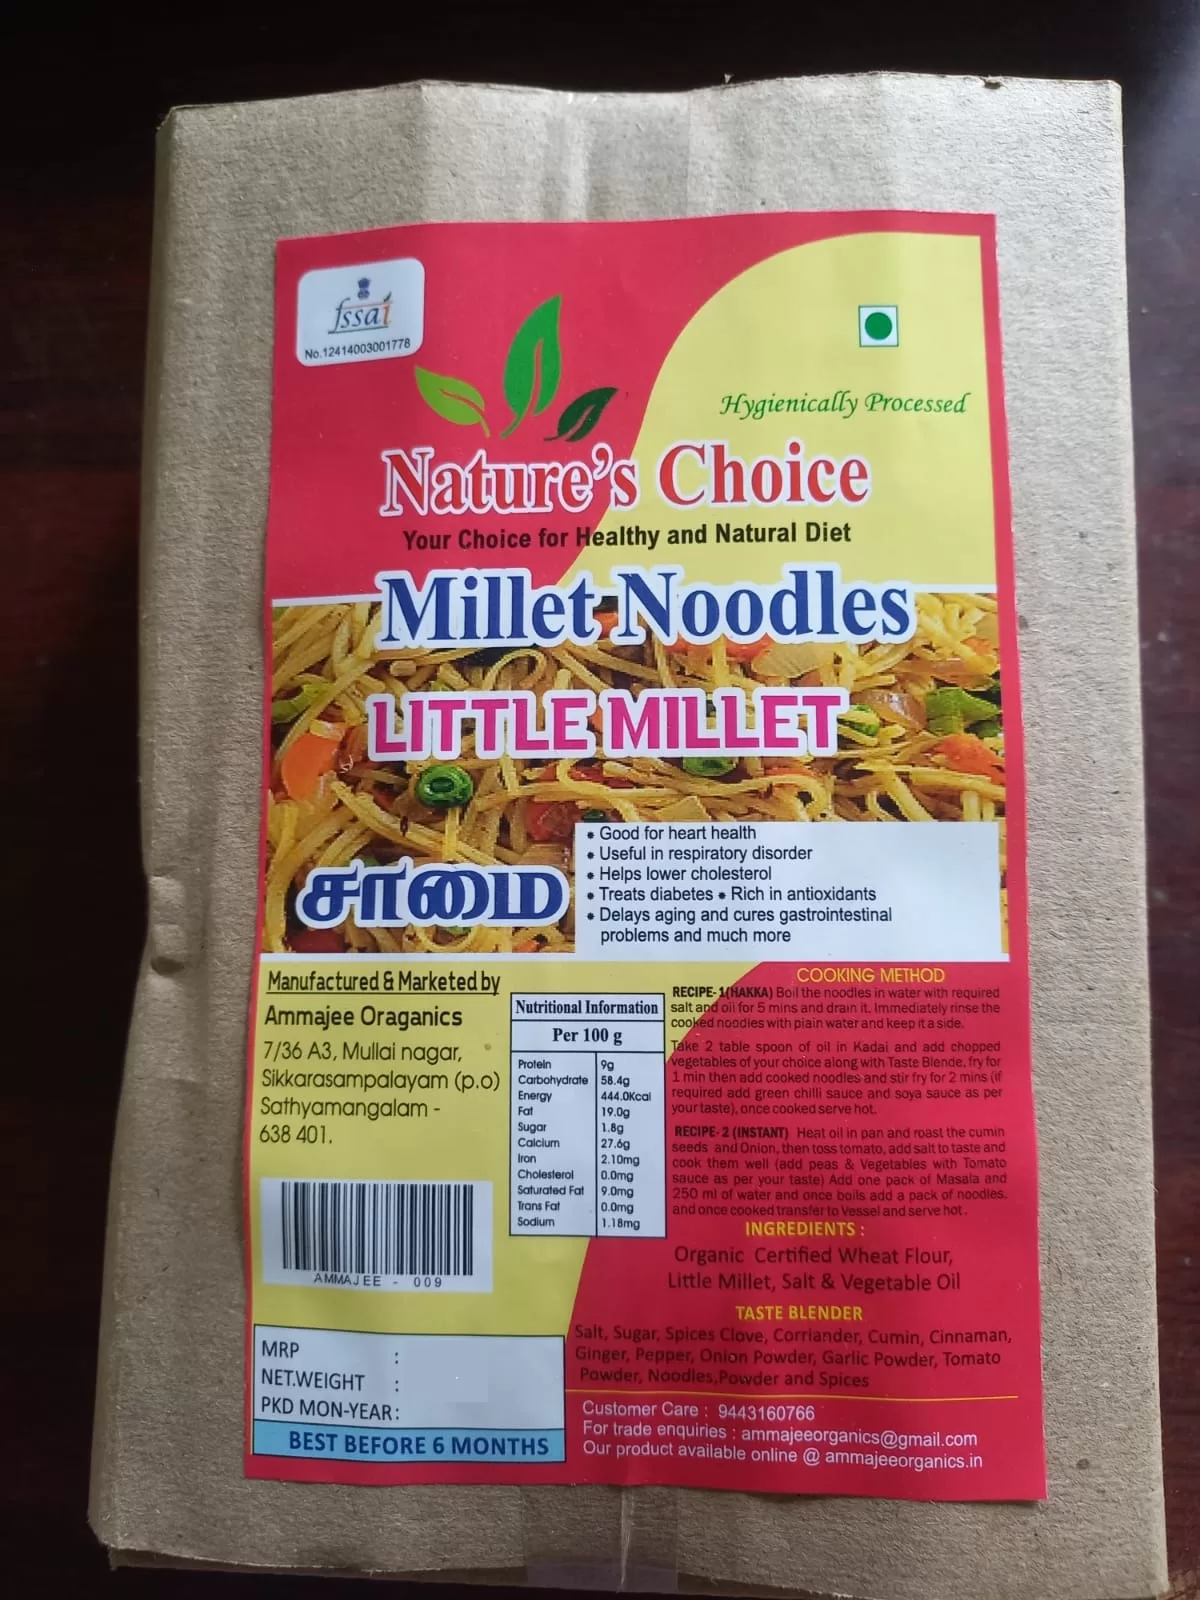 fssai
No.12414003001778
Hygienically Processed
Nature's Choice
Your Choice for Healthy and Natural Diet
Millet Noodles
LITTLE MILLET
சாமை
• Good for heart health
• Useful in respiratory disorder
• Helps lower cholesterol
• Treats diabetes • Rich in antioxidants
• Delays aging and cures gastrointestinal
problems and much more
Manufactured & Marketed by
Ammajee Oraganics
7/36 A3, Mullai nagar,
Sikkarasampalayam (p.o)
Sathyamangalam -
638 401.
AMMAJEE - 009
Nutritional Information
Per 100 g
Protein 9g
Carbohydrate 58.4g
Energy 444.0Kcal
Fat 19.0g
Sugar 1.8g
Calcium 27.6g
Iron 2.10mg
Cholesterol 0.0mg
Saturated Fat 9.0mg
Trans Fat 0.0mg
Sodium 1.18mg
COOKING METHOD
RECIPE-1(HAKKA) Boil the noodles in water with required
salt and oil for 5 mins and drain it. Immediately rinse the
cooked noodles with plain water and keep it a side.
Take 2 table spoon of oil in Kadai and add chopped
vegetables of your choice along with Taste Blende, fry for
1 min then add cooked noodles and stir fry for 2 mins (if
required add green chilli sauce and soya sauce as per
your taste), once cooked serve hot.
RECIPE-2 (INSTANT) Heat oil in pan and roast the cumin
seeds and Onion, then toss tomato, add salt to taste and
cook them well (add peas & Vegetables with Tomato
sauce as per your taste) Add one pack of Masala and
250 ml of water and once boils add a pack of noodles.
and once cooked transfer to Vessel and serve hot.
INGREDIENTS :
Organic Certified Wheat Flour,
Little Millet, Salt & Vegetable Oil
TASTE BLENDER
Salt, Sugar, Spices Clove, Corriander, Cumin, Cinnaman,
Ginger, Pepper, Onion Powder, Garlic Powder, Tomato
Powder, Noodles,Powder and Spices
MRP :
NET.WEIGHT :
PKD MON-YEAR:
BEST BEFORE 6 MONTHS
Customer Care : 9443160766
For trade enquiries : ammajeeorganics@gmail.com
Our product available online @ ammajeeorganics.in